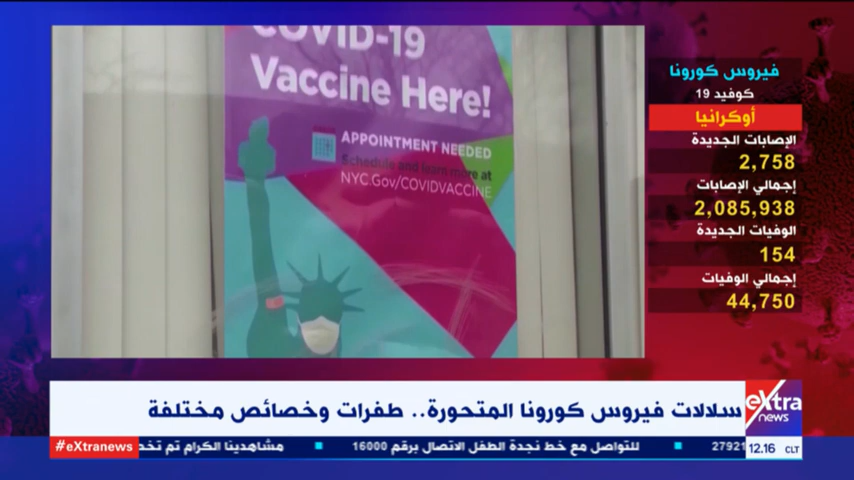 COVID-19
Vaccine Here!
APPOINTMENT NEEDED
Schedule and learn more at
NYC.Gov/COVIDVACCINE
فيروس كورونا
كوفيد 19
أوكرانيا
الإصابات الجديدة
2,758
إجمالي الإصابات
2,085,938
الوفيات الجديدة
154
إجمالي الوفيات
44,750
سلالات فيروس كورونا المتحورة.. طفرات وخصائص مختلفة
eXtra
news
27921 ■ للتواصل مع خط نجدة الطفل الاتصال برقم 16000 ■ مشاهدينا الكرام تم
#eXtranews
12.16 CLT